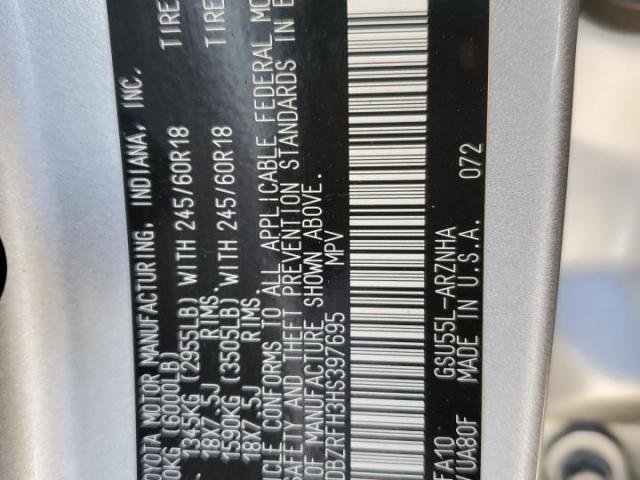 TOYOTA MOTOR MANUFACTURING, INDIANA, INC.
0KG (6000LB)
1345KG (2955LB) WITH 245/60R18 TIRE
18X7.5J RIMS
1590KG (3505LB) WITH 245/60R18 TIRE
18X7.5J RIMS
ICLE CONFORMS TO ALL APPLICABLE FEDERAL MO
SAFETY AND THEFT PREVENTION STANDARDS IN E
OF MANUFACTURE SHOWN ABOVE.
DBZRFH3HS397695 MPV
FA10 GSU55L-ARZNHA 072
/UA80F MADE IN U.S.A.